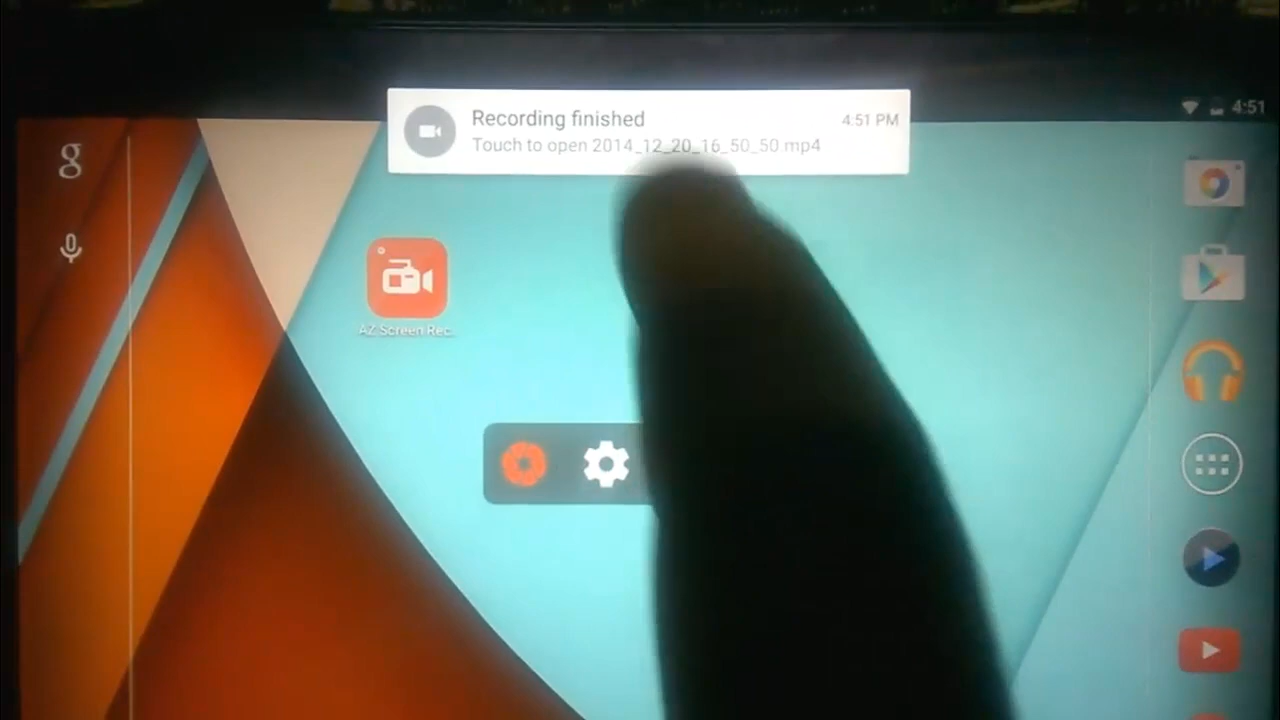 Recording finished
4:51 PM
Touch to open 2014_12_20_16_50_50 mp4
4:51
g
AZ Screen Rec..